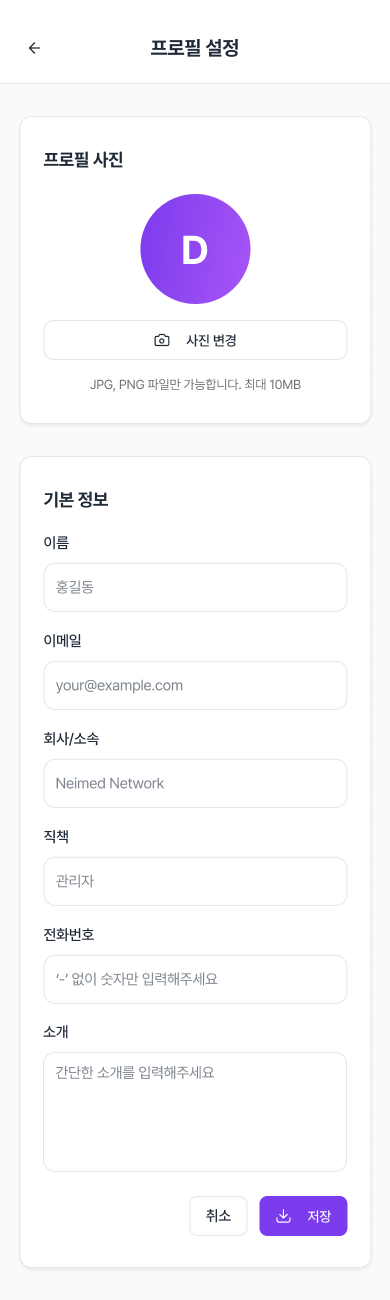 프로필 설정
프로필 사진
D
사진 변경
JPG, PNG 파일만 가능합니다. 최대 10MB
기본 정보
이름
홍길동
이메일
your@example.com
회사/소속
Neimed Network
직책
관리자
전화번호
‘-’ 없이 숫자만 입력해주세요
소개
간단한 소개를 입력해주세요
취소
저장